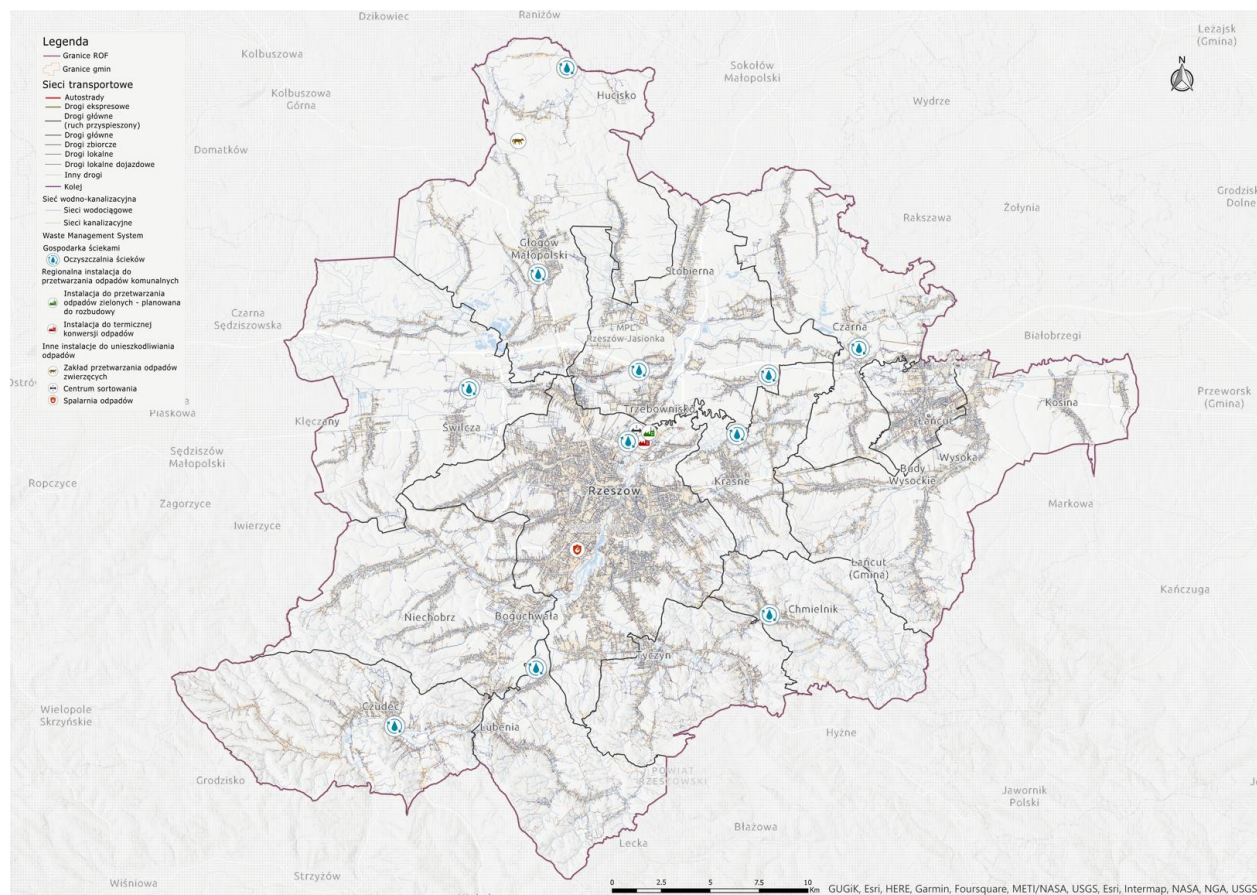 Legenda
Granice ROF
Granice gmin
Sieci transportowe
Autostrady
Drogi ekspresowe
Drogi główne
(ruch przyspieszony)
Drogi główne
Drogi zbiorcze
Drogi lokalne
Drogi lokalne dojazdowe
Inny drogi
Kolej
Sieć wodno-kanalizacyjna
Sieci wodociągowe
Sieci kanalizacyjne
Waste Management System
Gospodarka ściekami
Oczyszczalnia ścieków
Regionalna instalacja do
przetwarzania odpadów komunalnych
Instalacja do przetwarzania
odpadów zielonych - planowana
do rozbudowy
Instalacja do termicznej
konwersji odpadów
Inne instalacje do unieszkodliwiania
odpadów
Zakład przetwarzania odpadów
zwierzęcych
Centrum sortowania
Spalarnia odpadów
Dzikowiec
Raniżów
Leżajsk
(Gmina)
Kolbuszowa
Sokołów
Małopolski
N
Kolbuszowa
Górna
Hucisko
Wydrze
Domatków
Grodzisk
Dolne
Żołynia
Rakszawa
Głogów
Małopolski
Stobierna
Czarna
Sędziszowska
MPL
Rzeszów-Jasionka
Czarna
Białobrzegi
Piaskowa
Przeworsk
(Gmina)
Kosina
Trzebownisko
Klęczany
Świlcza
Łańcut
Sędziszów
Małopolski
Wysoka
Budy
Wysockie
Krasne
Ropczyce
Rzeszów
Zagorzyce
Markowa
Iwierzyce
Łańcut
(Gmina)
Kańczuga
Niechobrz
Boguchwała
Chmielnik
Tyczyn
Wielopole
Skrzyńskie
Czudec
Lubenia
Hyżne
POWIAT
RZESZOWSKI
Grodzisko
Jawornik
Polski
Błażowa
Lecka
Strzyżów
Wiśniowa
0 2.5 5 7.5 10
Km
GUGiK, Esri, HERE, Garmin, Foursquare, METI/NASA, USGS, Esri, Intermap, NASA, NGA, USGS